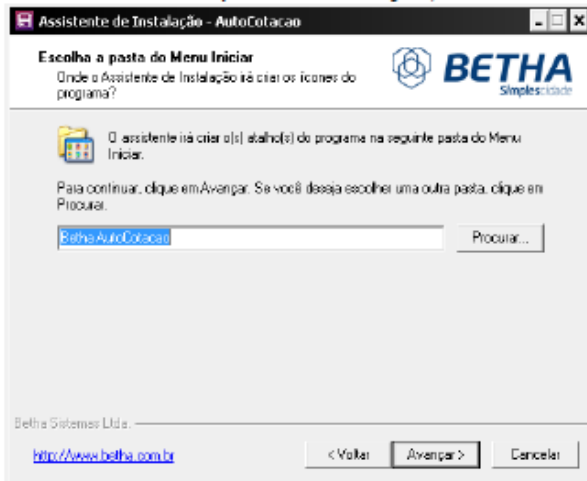 Assistente de Instalação - AutoCotacao
Escolha a pasta do Menu Iniciar
Onde o Assistente de Instalação irá criar os ícones do
programa?
BETHA
Simplescidade
O assistente irá criar o(s) atalho(s) do programa na seguinte pasta do Menu
Iniciar.
Para continuar, clique em Avançar. Se você deseja escolher uma outra pasta, clique em
Procurar.
Betha AutoCotacao
Procurar...
Betha Sistemas Ltda.
http://www.betha.com.br
< Voltar
Avançar >
Cancelar